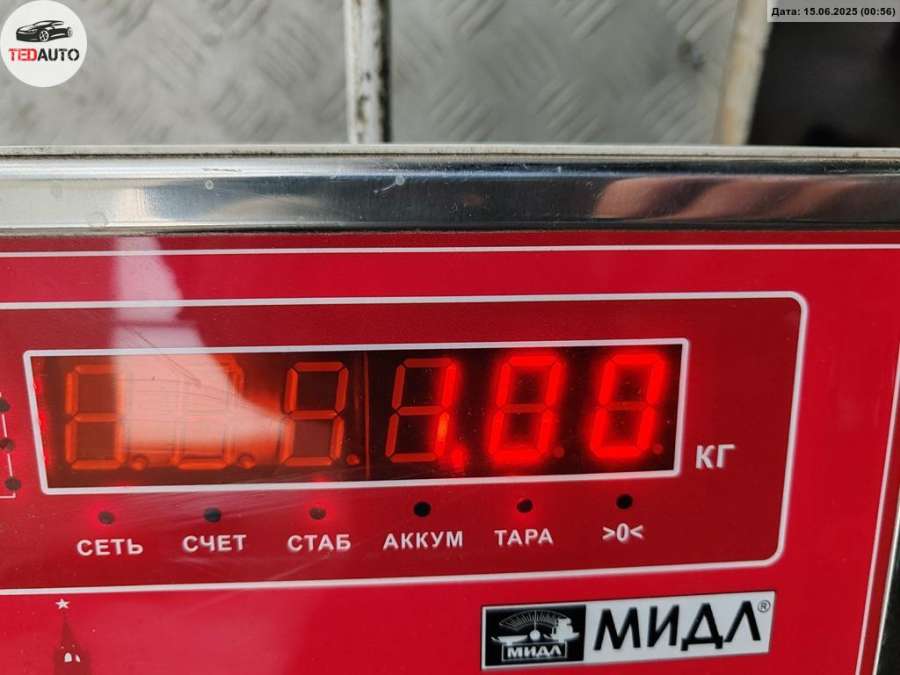 TEDAUTO
Дата: 15.06.2025 (00:56)
1.00
КГ
СЕТЬ СЧЕТ СТАБ АККУМ ТАРА >0<
МИДЛ МИДЛ®